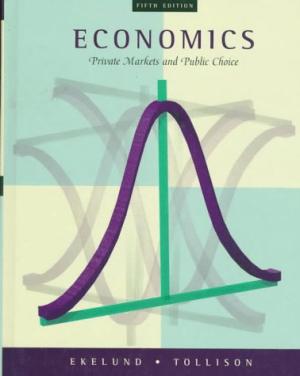 FIFTH EDITION
ECONOMICS
Private Markets and Public Choice
EKELUND • TOLLISON